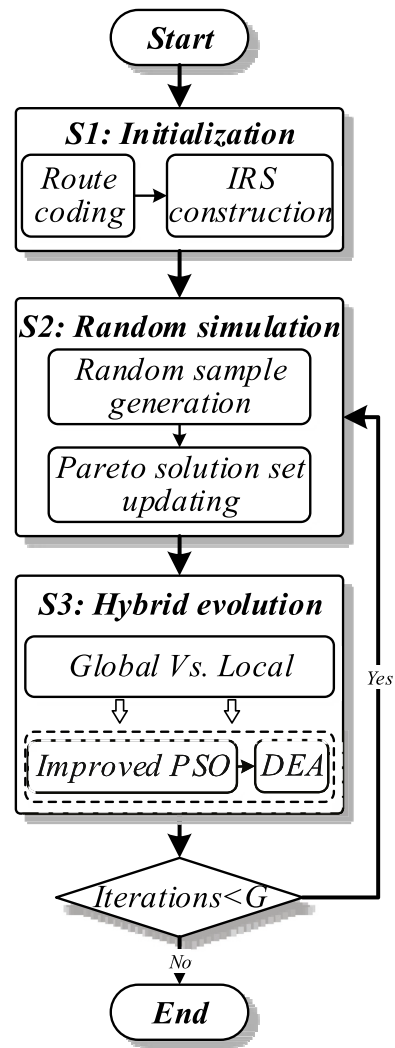 Start
S1: Initialization
Route
coding
IRS
construction
S2: Random simulation
Random sample
generation
Pareto solution set
updating
S3: Hybrid evolution
Global Vs. Local
Improved PSO
DEA
Yes
Iterations<G
No
End